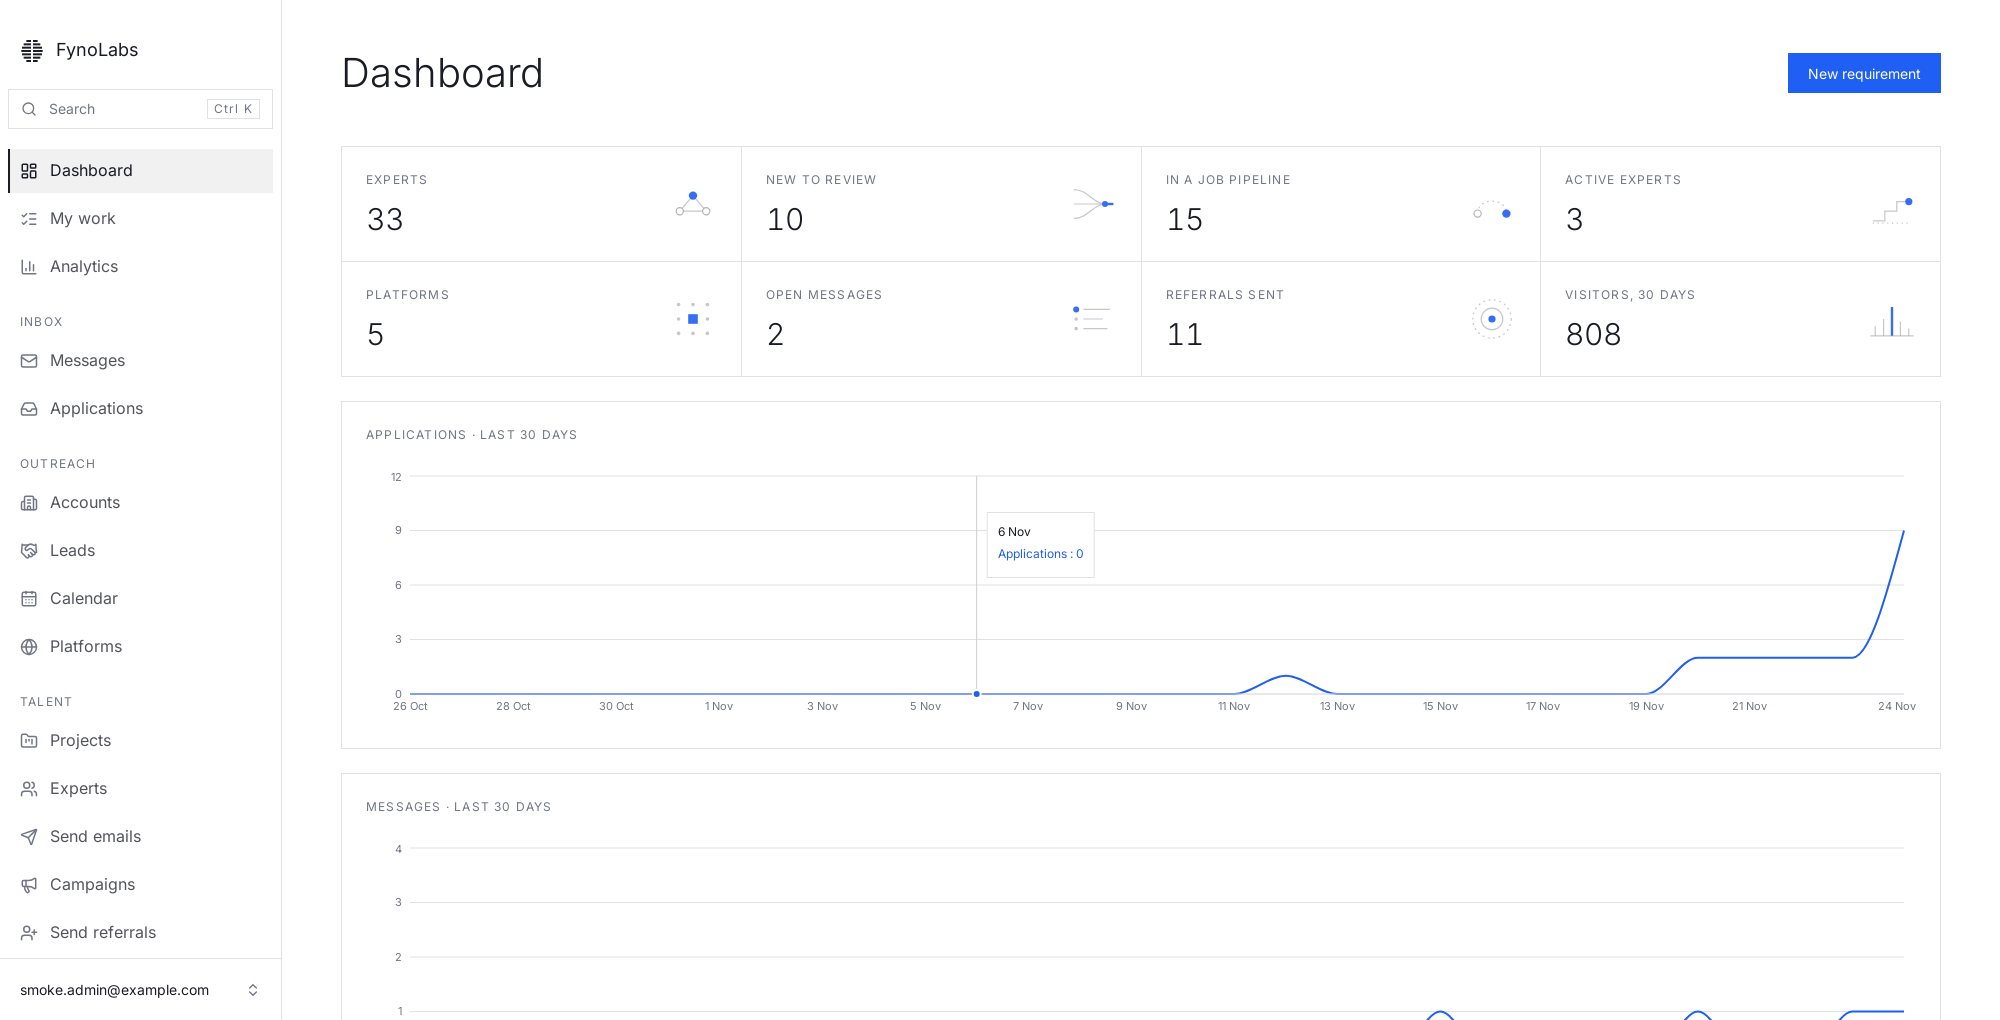 FynoLabs
Search
Ctrl K
Dashboard
My work
Analytics
INBOX
Messages
Applications
OUTREACH
Accounts
Leads
Calendar
Platforms
TALENT
Projects
Experts
Send emails
Campaigns
Send referrals
smoke.admin@example.com
Dashboard
New requirement
EXPERTS
33
NEW TO REVIEW
10
IN A JOB PIPELINE
15
ACTIVE EXPERTS
3
PLATFORMS
5
OPEN MESSAGES
2
REFERRALS SENT
11
VISITORS, 30 DAYS
808
APPLICATIONS · LAST 30 DAYS
12
9
6
3
0
6 Nov
Applications : 0
26 Oct
28 Oct
30 Oct
1 Nov
3 Nov
5 Nov
7 Nov
9 Nov
11 Nov
13 Nov
15 Nov
17 Nov
19 Nov
21 Nov
24 Nov
MESSAGES · LAST 30 DAYS
4
3
2
1